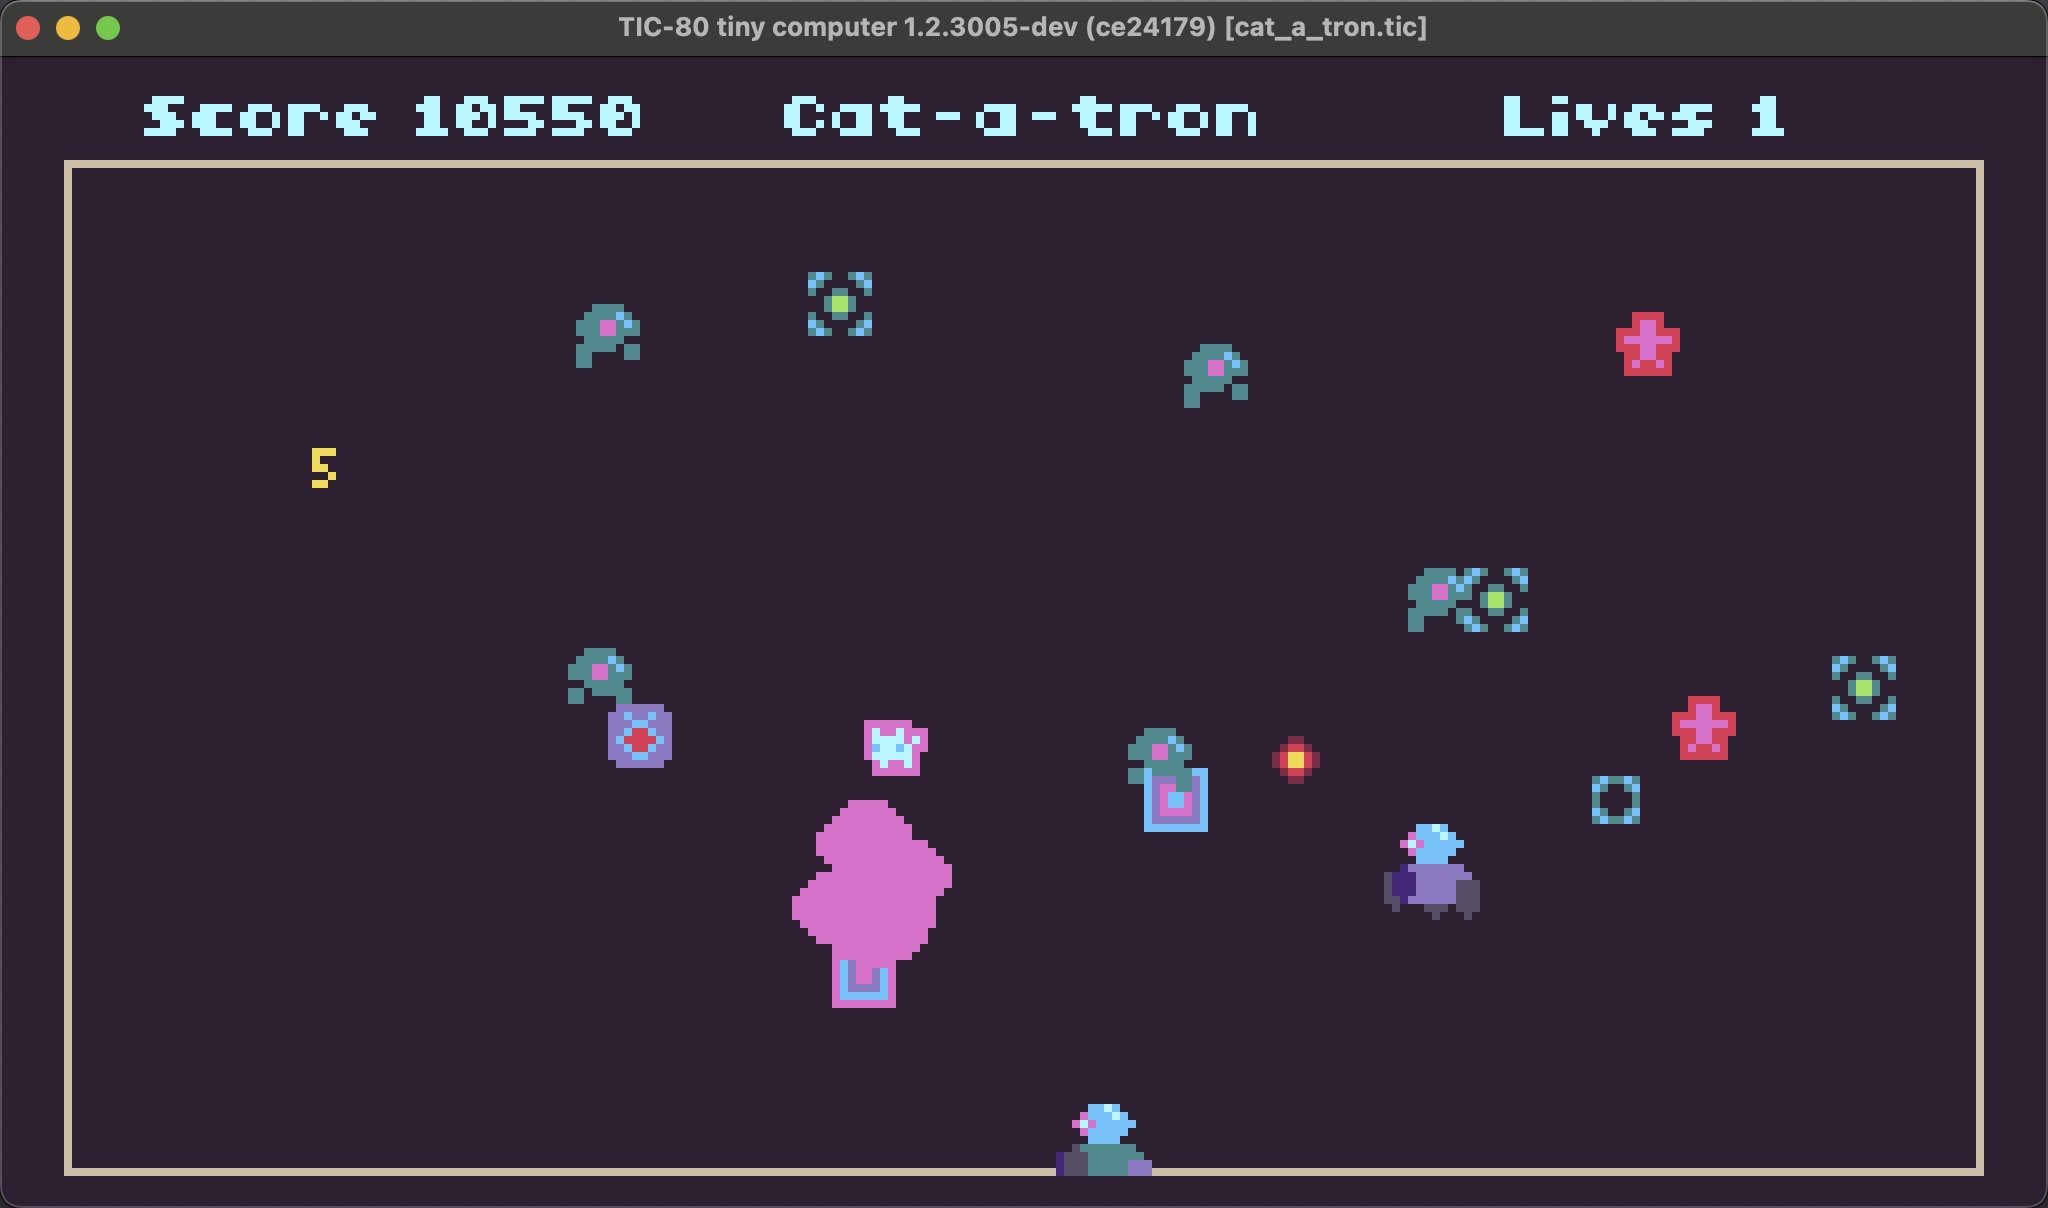 TIC-80 tiny computer 1.2.3005-dev (ce24179) [cat_a_tron.tic]
Score 10550 Cat-a-tron Lives 1
5